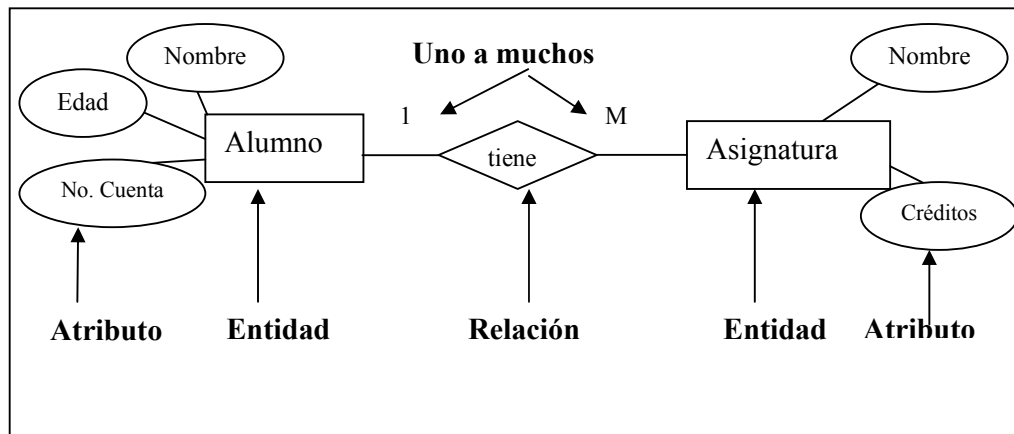 Nombre
Uno a muchos
Nombre
Edad
1
M
Alumno
tiene
Asignatura
No. Cuenta
Créditos
Atributo
Entidad
Relación
Entidad
Atributo